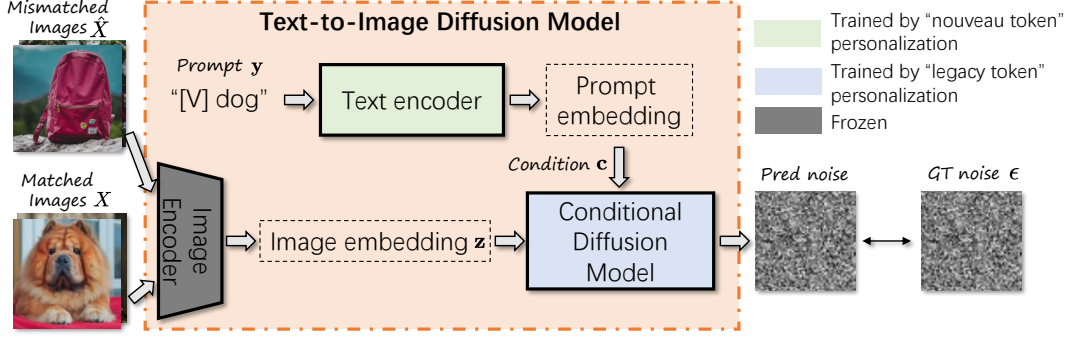 Mismatched
Images X̂
Matched
Images X
Text-to-Image Diffusion Model
Prompt y
"[V] dog"
Text encoder
Prompt
embedding
Condition c
Image
Encoder
Image embedding z
Conditional
Diffusion
Model
Trained by "nouveau token"
personalization
Trained by "legacy token"
personalization
Frozen
Pred noise
GT noise ϵ